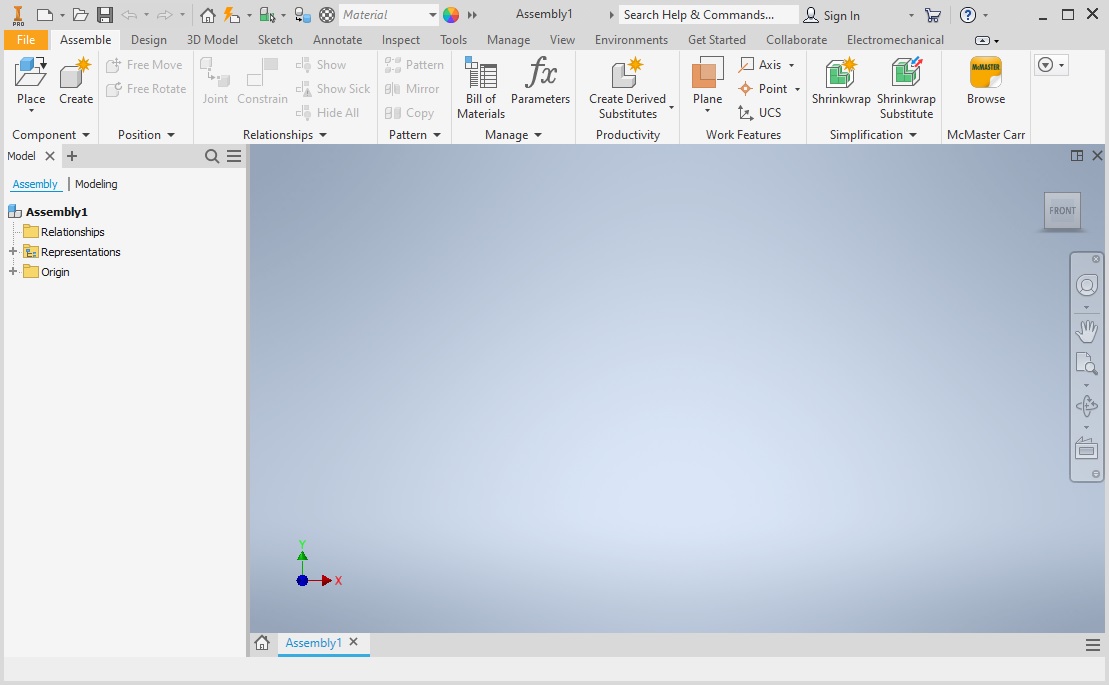 PRO
Material
Assembly1
Search Help & Commands...
Sign In
File
Assemble
Design
3D Model
Sketch
Annotate
Inspect
Tools
Manage
View
Environments
Get Started
Collaborate
Electromechanical
Place
Create
Component
Free Move
Free Rotate
Position
Joint
Constrain
Show
Show Sick
Hide All
Relationships
Pattern
Mirror
Copy
Pattern
Bill of
Materials
Parameters
Manage
Create Derived
Substitutes
Productivity
Plane
Axis
Point
UCS
Work Features
Shrinkwrap
Shrinkwrap
Substitute
Simplification
McMASTER
Browse
McMaster Carr
Model
Assembly | Modeling
Assembly1
Relationships
Representations
Origin
FRONT
Y
X
Assembly1